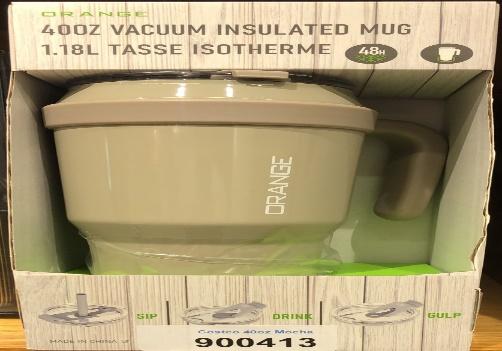 ORANGE
40OZ VACUUM INSULATED MUG
1.18L TASSE ISOTHERME
48H
ORANGE
SIP DRINK GULP
MADE IN CHINA
Costco 40oz Mocha
900413